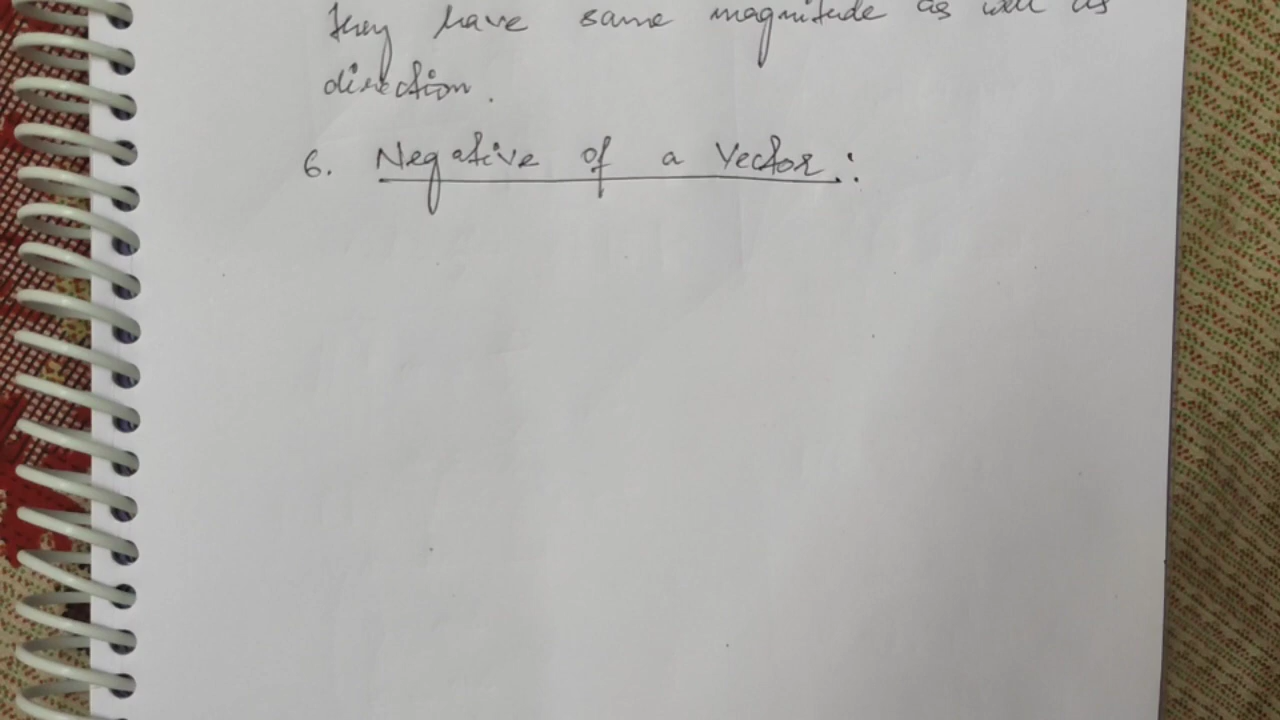 they have same magnitude as well as
direction.
6. Negative of a Vector :